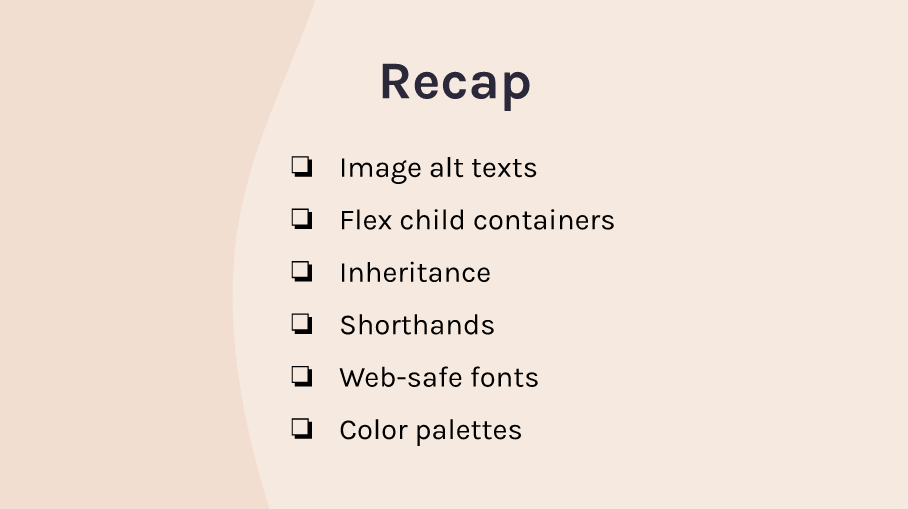 Recap
❏ Image alt texts
❏ Flex child containers
❏ Inheritance
❏ Shorthands
❏ Web-safe fonts
❏ Color palettes